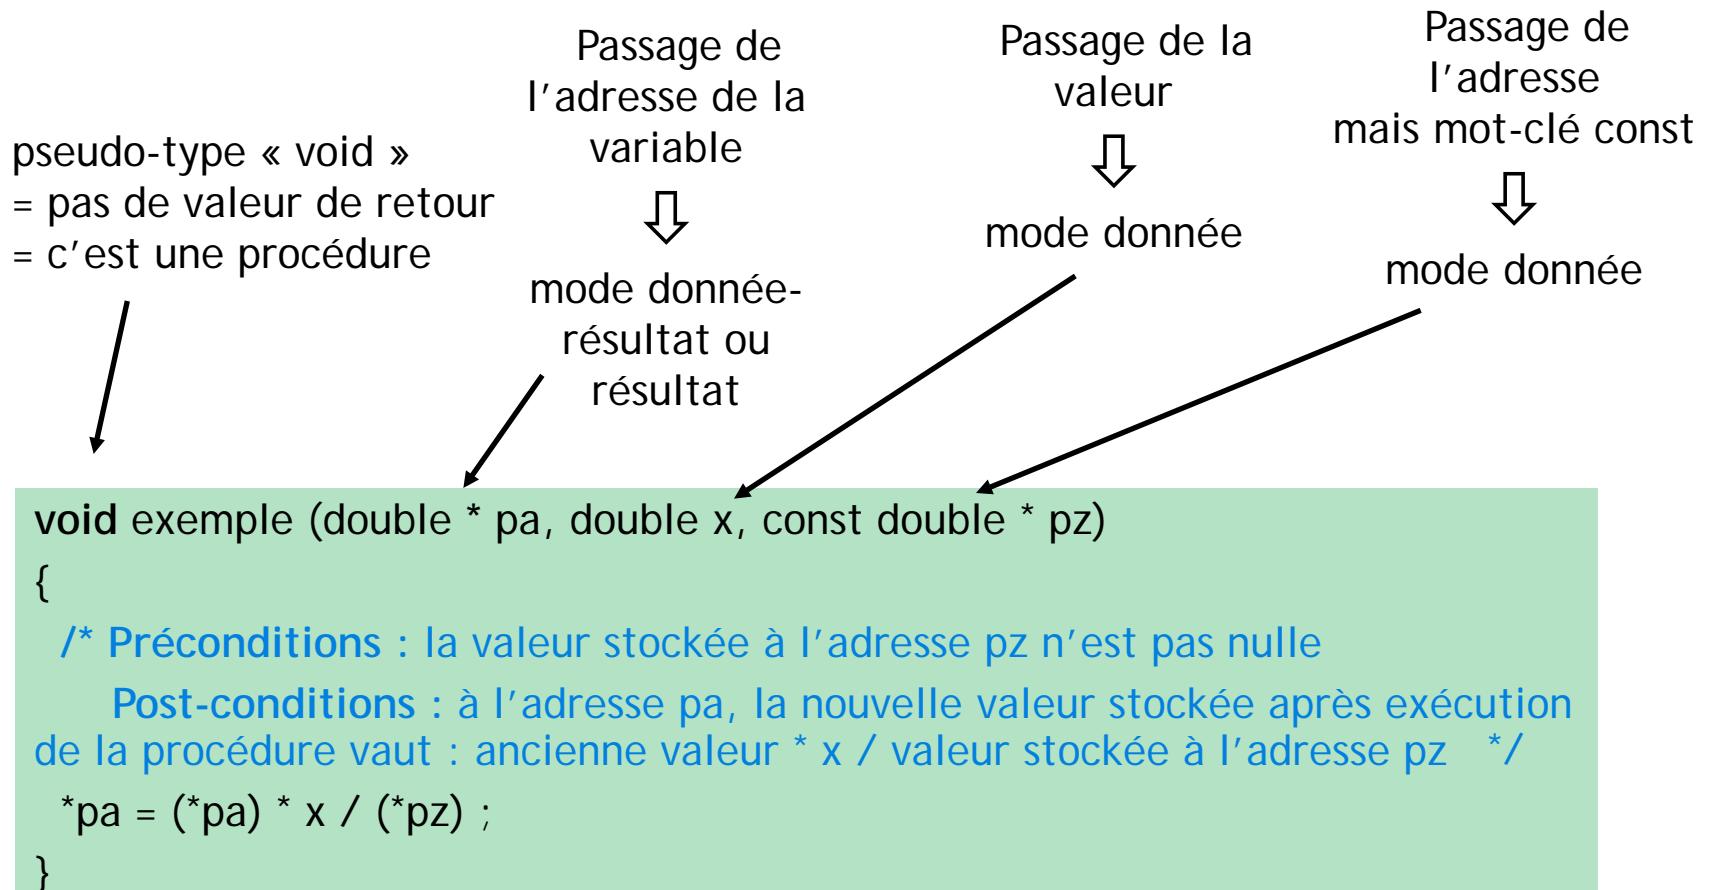 pseudo-type « void »
= pas de valeur de retour
= c’est une procédure
Passage de
l’adresse de la
variable
mode donnée-
résultat ou
résultat
Passage de la
valeur
mode donnée
Passage de
l’adresse
mais mot-clé const
mode donnée
void exemple (double * pa, double x, const double * pz)
{
/* Préconditions : la valeur stockée à l’adresse pz n’est pas nulle
Post-conditions : à l’adresse pa, la nouvelle valeur stockée après exécution
de la procédure vaut : ancienne valeur * x / valeur stockée à l’adresse pz */
*pa = (*pa) * x / (*pz) ;
}